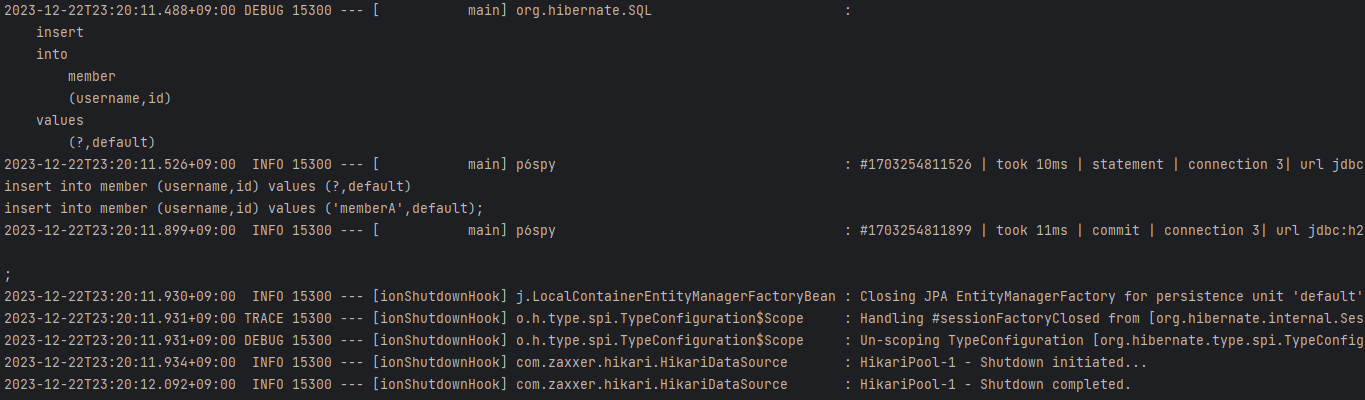 2023-12-22T23:20:11.488+09:00 DEBUG 15300 --- [           main] org.hibernate.SQL                        :
    insert
    into
        member
        (username,id)
    values
        (?,default)
2023-12-22T23:20:11.526+09:00  INFO 15300 --- [           main] p6spy                                    : #1703254811526 | took 10ms | statement | connection 3| url jdbc
insert into member (username,id) values (?,default)
insert into member (username,id) values ('memberA',default);
2023-12-22T23:20:11.899+09:00  INFO 15300 --- [           main] p6spy                                    : #1703254811899 | took 11ms | commit | connection 3| url jdbc:h2
;
2023-12-22T23:20:11.930+09:00  INFO 15300 --- [ionShutdownHook] j.LocalContainerEntityManagerFactoryBean : Closing JPA EntityManagerFactory for persistence unit 'default'
2023-12-22T23:20:11.931+09:00 TRACE 15300 --- [ionShutdownHook] o.h.type.spi.TypeConfiguration$Scope     : Handling #sessionFactoryClosed from [org.hibernate.internal.Ses
2023-12-22T23:20:11.931+09:00 DEBUG 15300 --- [ionShutdownHook] o.h.type.spi.TypeConfiguration$Scope     : Un-scoping TypeConfiguration [org.hibernate.type.spi.TypeConfig
2023-12-22T23:20:11.934+09:00  INFO 15300 --- [ionShutdownHook] com.zaxxer.hikari.HikariDataSource       : HikariPool-1 - Shutdown initiated...
2023-12-22T23:20:12.092+09:00  INFO 15300 --- [ionShutdownHook] com.zaxxer.hikari.HikariDataSource       : HikariPool-1 - Shutdown completed.